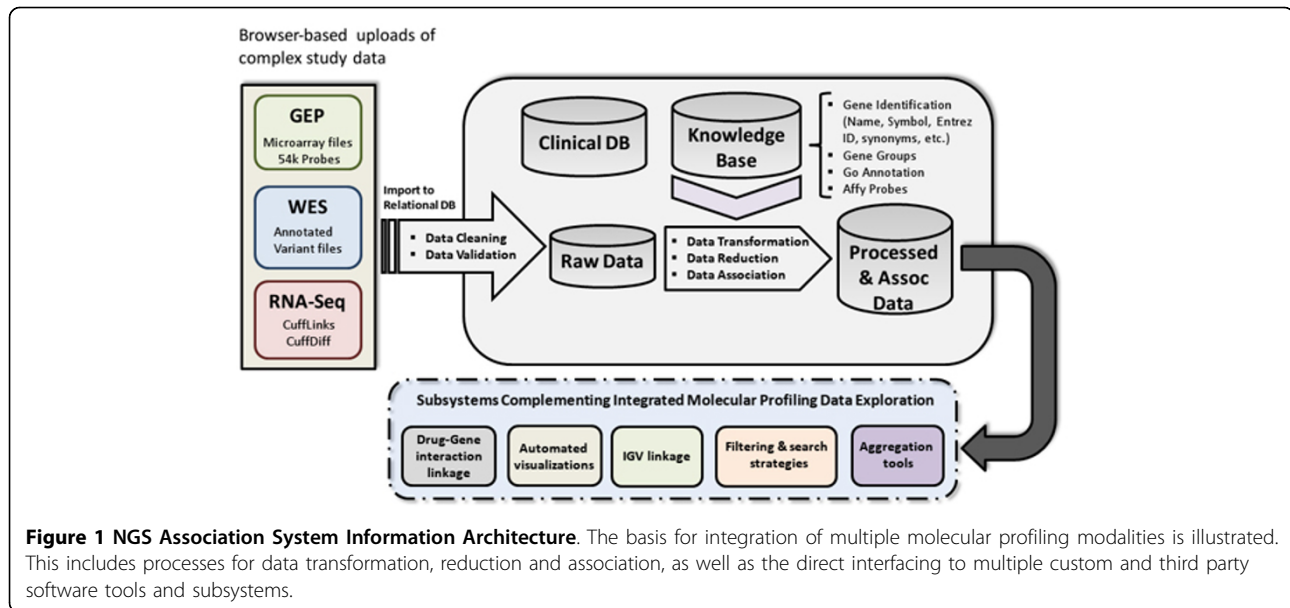 Browser-based uploads of
complex study data
GEP
Microarray files
54k Probes
WES
Annotated
Variant files
RNA-Seq
CuffLinks
CuffDiff
Import to
Relational DB
▪ Data Cleaning
▪ Data Validation
Clinical DB
Knowledge
Base
▪ Gene Identification
(Name, Symbol, Entrez
ID, synonyms, etc.)
▪ Gene Groups
▪ Go Annotation
▪ Affy Probes
Raw Data
▪ Data Transformation
▪ Data Reduction
▪ Data Association
Processed
& Assoc
Data
Subsystems Complementing Integrated Molecular Profiling Data Exploration
Drug-Gene
interaction
linkage
Automated
visualizations
IGV linkage
Filtering & search
strategies
Aggregation
tools
Figure 1 NGS Association System Information Architecture. The basis for integration of multiple molecular profiling modalities is illustrated.
This includes processes for data transformation, reduction and association, as well as the direct interfacing to multiple custom and third party
software tools and subsystems.